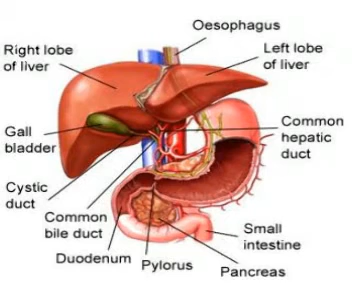 Oesophagus
Right lobe
of liver
Left lobe
of liver
Gall
bladder
Common
hepatic
duct
Cystic
duct
Common
bile duct
Small
intestine
Duodenum
Pylorus
Pancreas